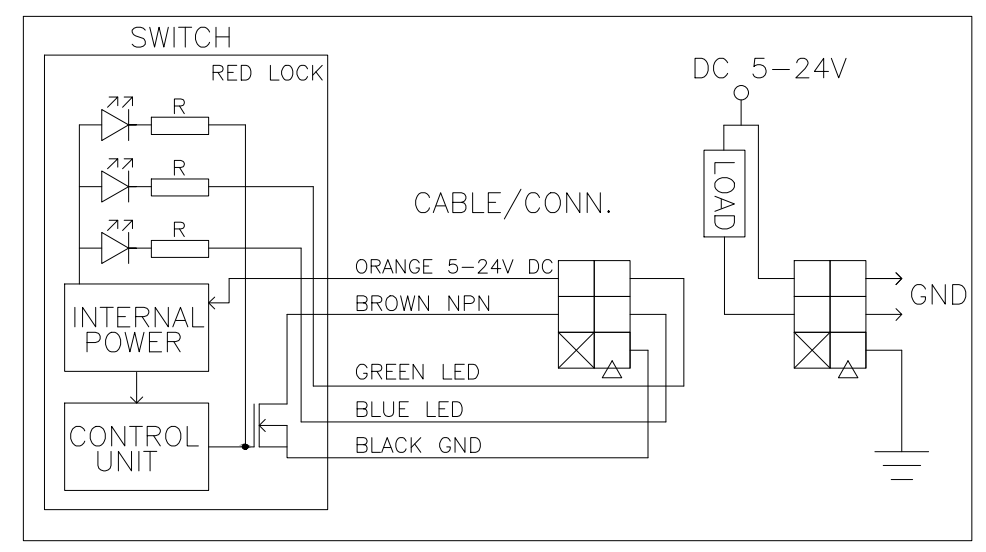 SWITCH
RED LOCK
R
R
R
DC 5-24V
LOAD
CABLE/CONN.
ORANGE 5-24V DC
BROWN NPN
GND
INTERNAL
POWER
GREEN LED
BLUE LED
BLACK GND
CONTROL
UNIT